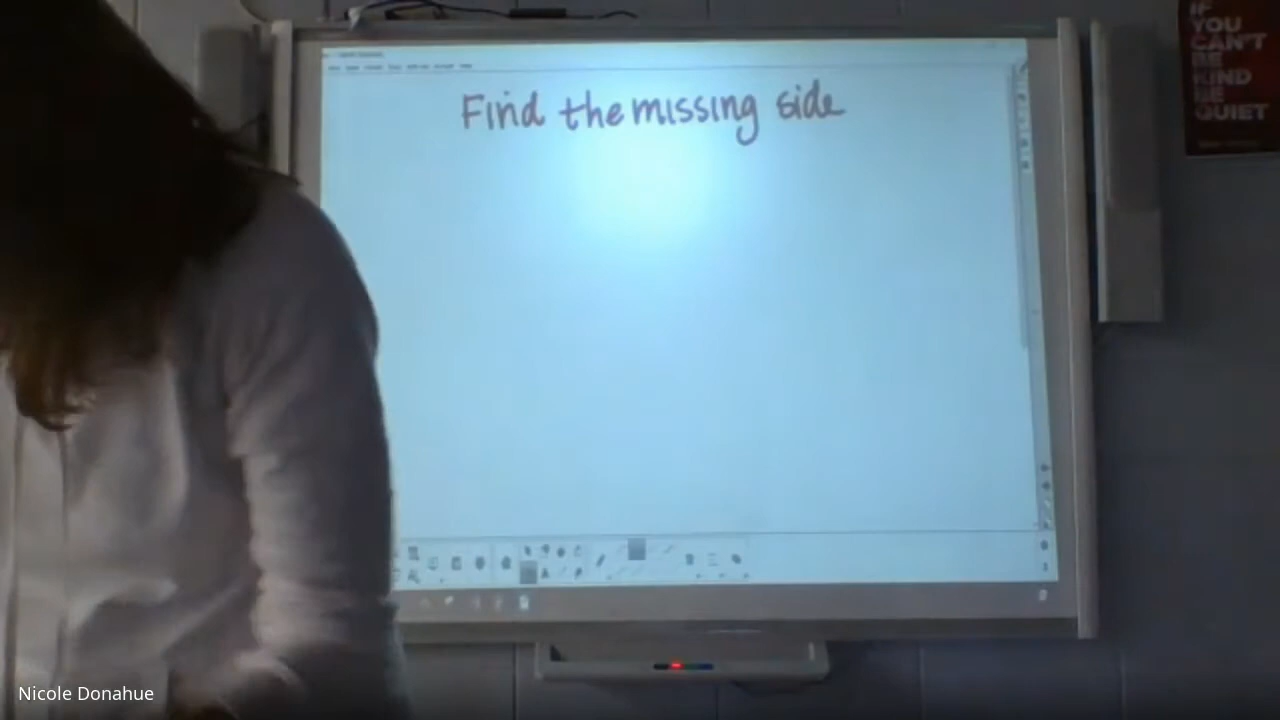 Find the missing side
IF
YOU
CAN'T
BE
KIND
BE
QUIET
Nicole Donahue